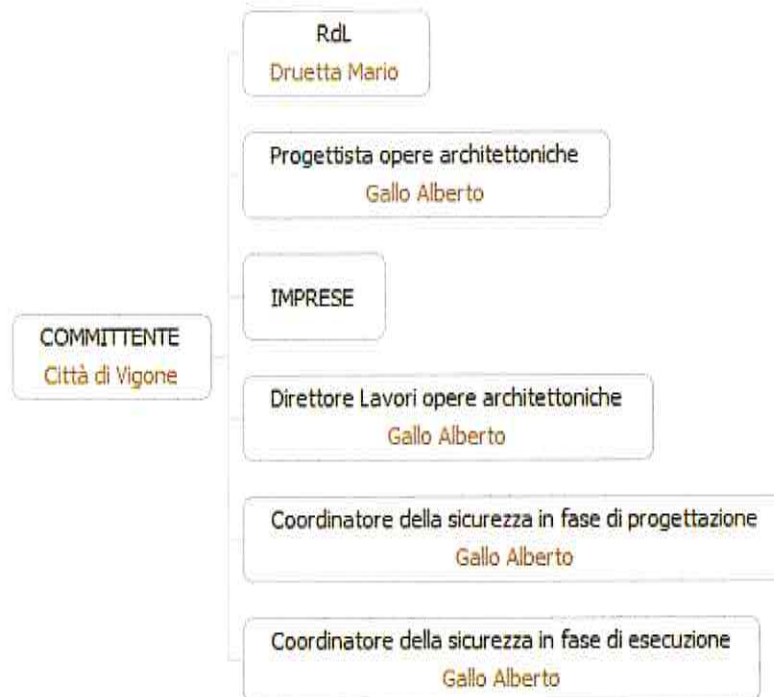 RdL
Druetta Mario
Progettista opere architettoniche
Gallo Alberto
IMPRESE
COMMITTENTE
Città di Vigone
Direttore Lavori opere architettoniche
Gallo Alberto
Coordinatore della sicurezza in fase di progettazione
Gallo Alberto
Coordinatore della sicurezza in fase di esecuzione
Gallo Alberto